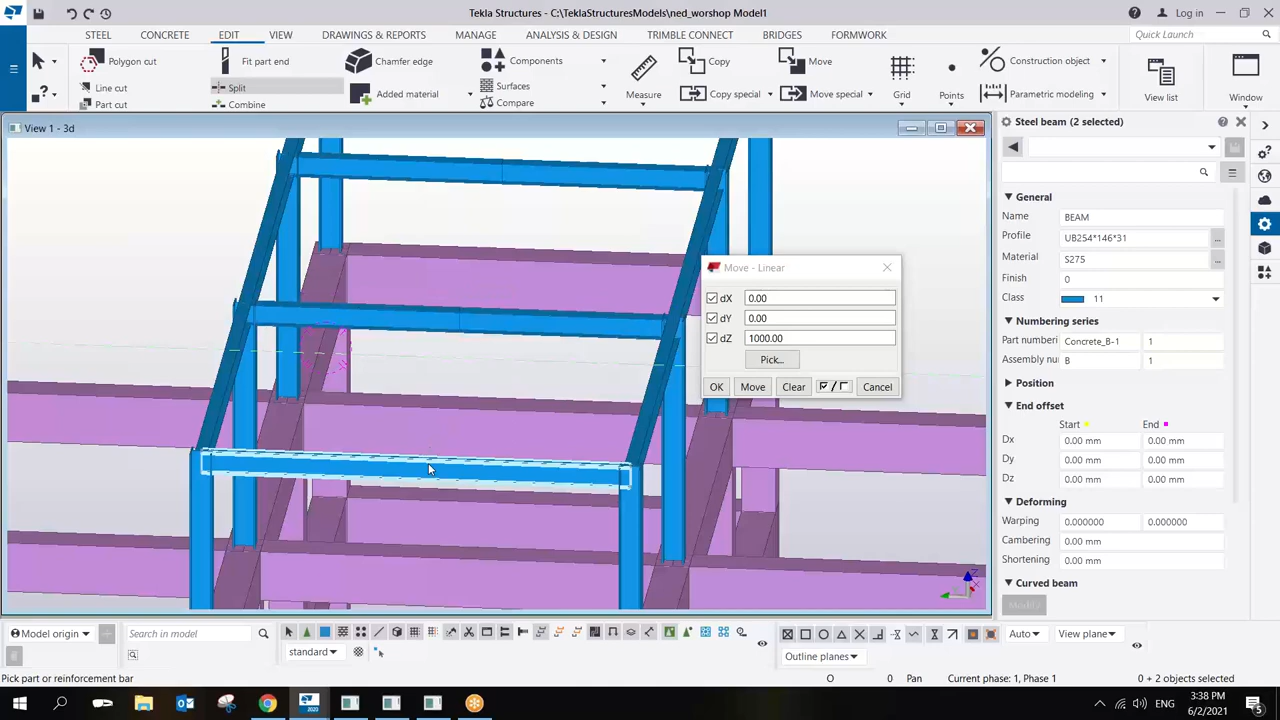 Tekla Structures - C:\TeklaStructuresModels\ned_worshop Model1
Log in
STEEL CONCRETE EDIT VIEW DRAWINGS & REPORTS MANAGE ANALYSIS & DESIGN TRIMBLE CONNECT BRIDGES FORMWORK
Quick Launch
Polygon cut
Line cut
Part cut
Fit part end
Split
Combine
Chamfer edge
Added material
Components
Surfaces
Compare
Measure
Copy
Copy special
Move
Move special
Grid
Points
Construction object
Parametric modeling
View list
Window
View 1 - 3d
Move - Linear
dX 0.00
dY 0.00
dZ 1000.00
Pick...
OK Move Clear / Cancel
Steel beam (2 selected)
General
Name BEAM
Profile UB254*146*31
Material S275
Finish 0
Class 11
Numbering series
Part numberi Concrete_B-1 1
Assembly nu B 1
Position
End offset
Start End
Dx 0.00 mm 0.00 mm
Dy 0.00 mm 0.00 mm
Dz 0.00 mm 0.00 mm
Deforming
Warping 0.000000 0.000000
Cambering 0.00 mm
Shortening 0.00 mm
Curved beam
Modify
Z
Model origin
Search in model
standard
Auto
View plane
Outline planes
Pick part or reinforcement bar
O 0 Pan Current phase: 1, Phase 1 0 + 2 objects selected
2020
ENG
3:38 PM
6/2/2021
5